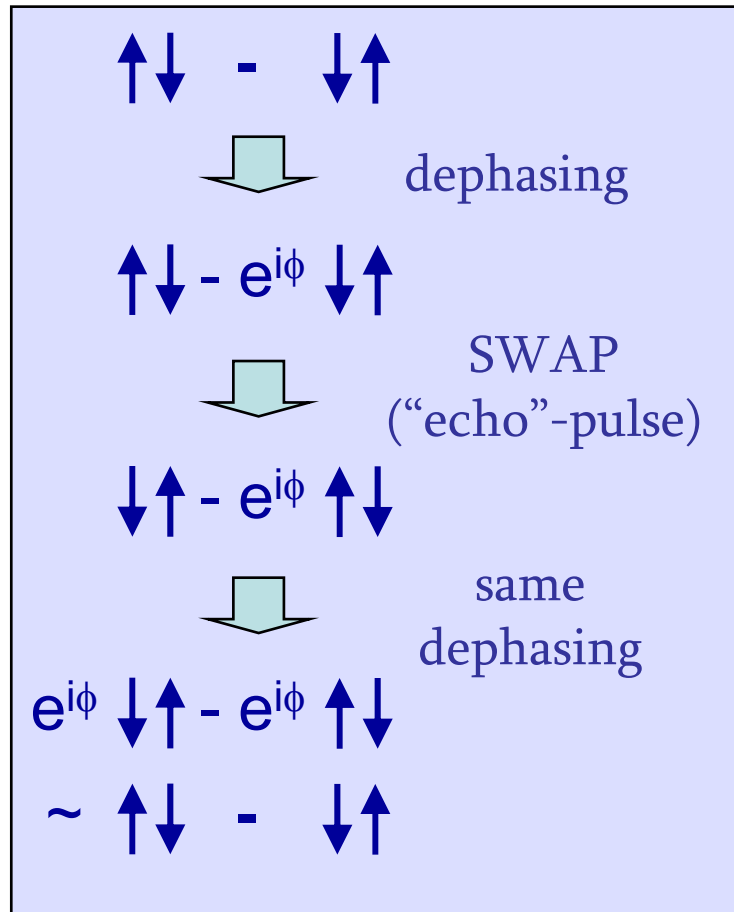 ↑↓ - ↓↑
dephasing
↑↓ - e^{iϕ} ↓↑
SWAP
(“echo”-pulse)
↓↑ - e^{iϕ} ↑↓
same
dephasing
e^{iϕ} ↓↑ - e^{iϕ} ↑↓
~ ↑↓ - ↓↑